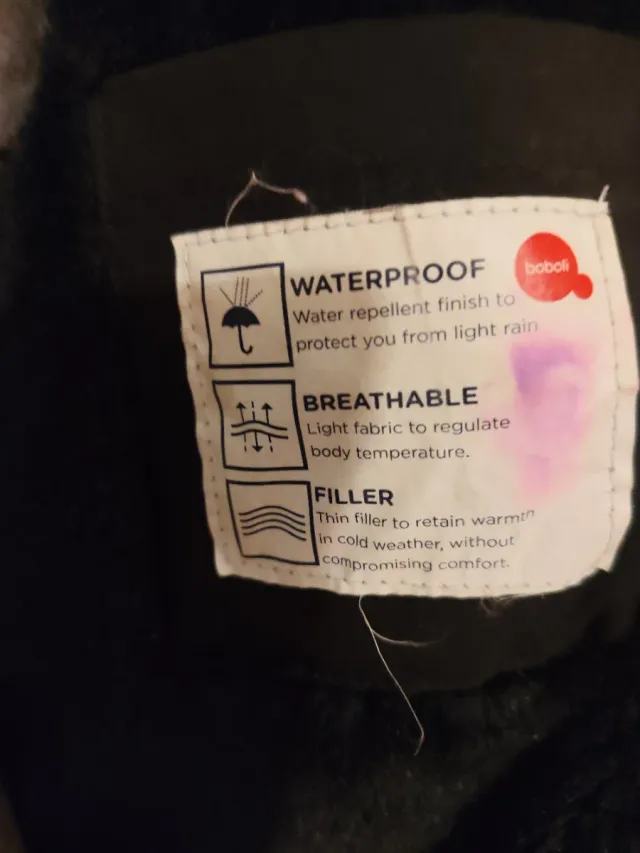 boboli
WATERPROOF
Water repellent finish to
protect you from light rain
BREATHABLE
Light fabric to regulate
body temperature.
FILLER
Thin filler to retain warmth
in cold weather, without
compromising comfort.